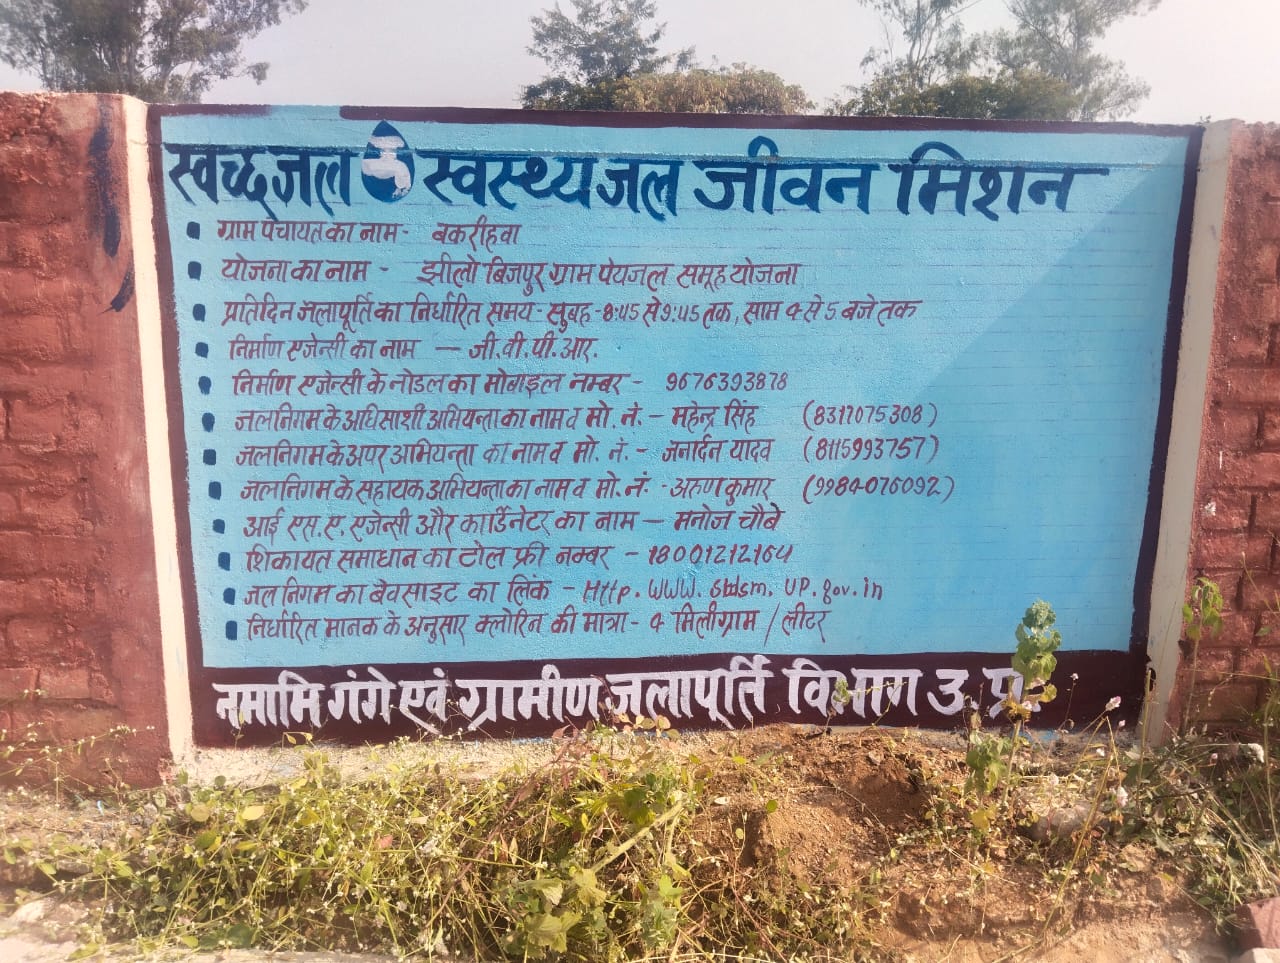 स्वच्छ जल स्वस्थ्य जल जीवन मिशन
ग्राम पंचायत का नाम - बकरीहवा
योजना का नाम - झीलो बिजपुर ग्राम पेयजल समूह योजना
प्रतिदिन जलापूर्ति का निर्धारित समय - सुबह - 8:45 से 9:45 तक, साम 4 से 5 बजे तक
निर्माण एजेन्सी का नाम — जी.वी.पी.आर.
निर्माण एजेन्सी के नोडल का मोबाइल नम्बर - 9676393878
जलनिगम के अधिसाशी अभियन्ता का नाम व मो. नं. - महेन्द्र सिंह (8317075308)
जलनिगम के अपर अभियन्ता का नाम व मो. नं. - जनार्दन यादव (8115993757)
जलनिगम के सहायक अभियन्ता का नाम व मो. नं. - अरुण कुमार (9984076092)
आई एस. ए. एजेन्सी और कार्डिनेटर का नाम — मनोज चौबे
शिकायत समाधान का टोल फ्री नम्बर - 18001212164
जल निगम का बैवसाइट का लिंक - Http. WWW. Sbdsm. UP. gov. in
निर्धारित मानक के अनुसार क्लोरिन की मात्रा - 4 मिलीग्राम / लीटर
नमामि गंगे एवं ग्रामीण जलापूर्ति विभाग उ. प्र.